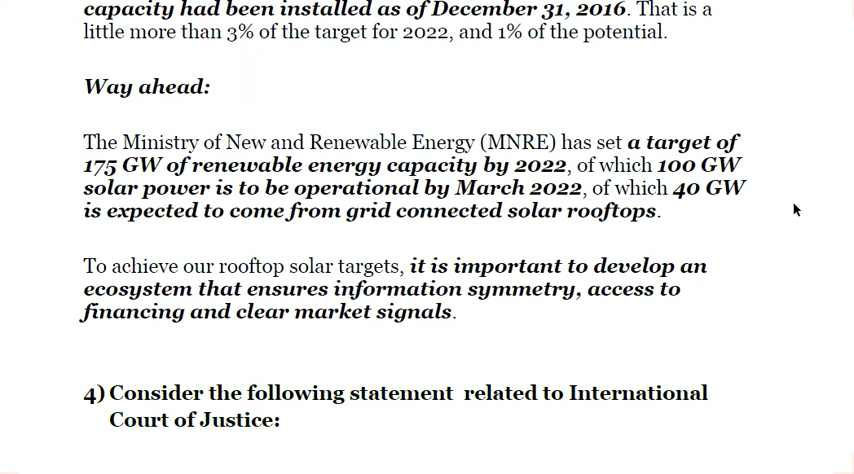 capacity had been installed as of December 31, 2016. That is a
little more than 3% of the target for 2022, and 1% of the potential.
Way ahead:
The Ministry of New and Renewable Energy (MNRE) has set a target of
175 GW of renewable energy capacity by 2022, of which 100 GW
solar power is to be operational by March 2022, of which 40 GW
is expected to come from grid connected solar rooftops.
To achieve our rooftop solar targets, it is important to develop an
ecosystem that ensures information symmetry, access to
financing and clear market signals.
4) Consider the following statement related to International
Court of Justice: